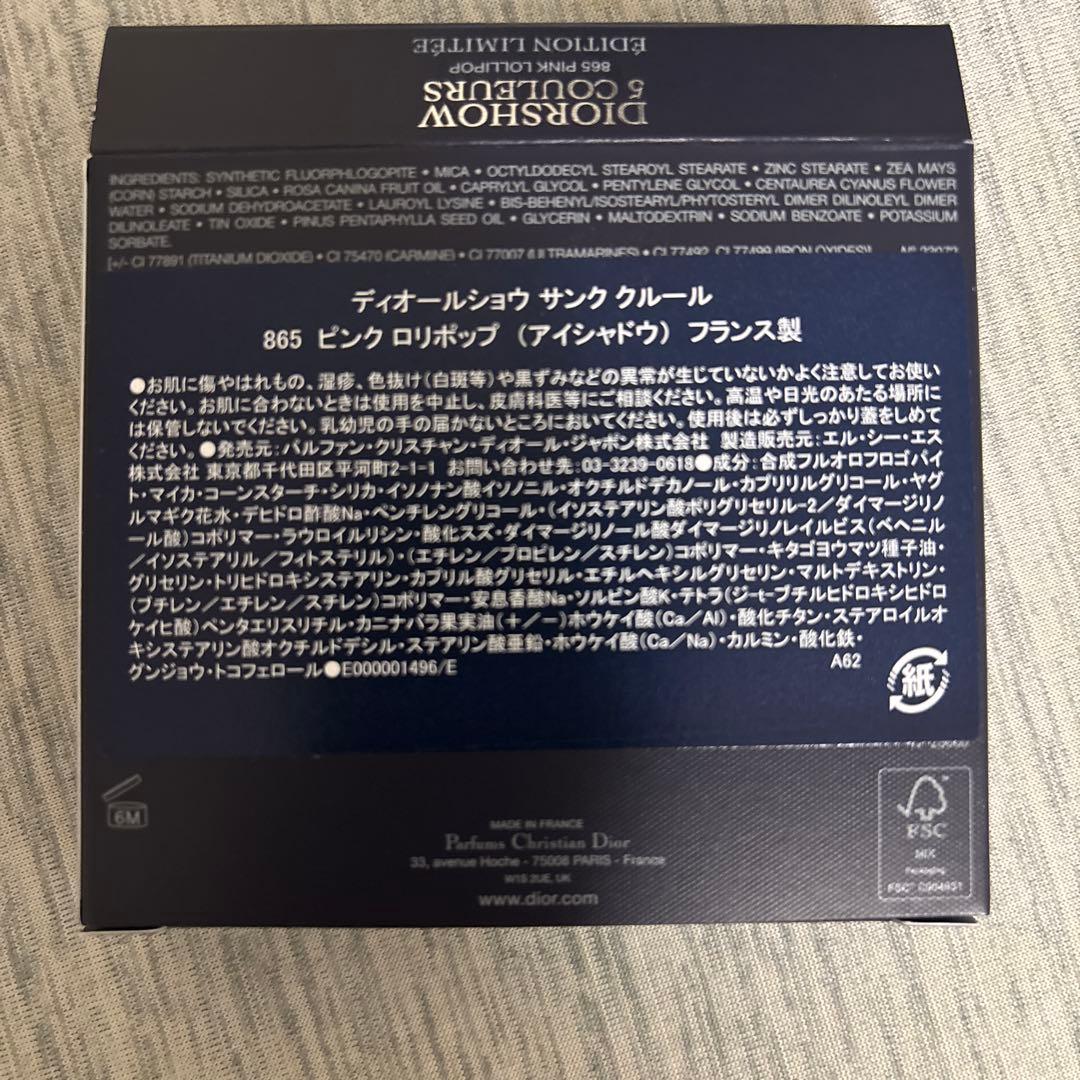 DIORSHOW
5 COULEURS
865 PINK LOLLIPOP
ÉDITION LIMITÉE
INGREDIENTS: SYNTHETIC FLUORPHLOGOPITE • MICA • OCTYLDODECYL STEAROYL STEARATE • ZINC STEARATE • ZEA MAYS
(CORN) STARCH • SILICA • ROSA CANINA FRUIT OIL • CAPRYLYL GLYCOL • PENTYLENE GLYCOL • CENTAUREA CYANUS FLOWER
WATER • SODIUM DEHYDROACETATE • LAUROYL LYSINE • BIS-BEHENYL/ISOSTEARYL/PHYTOSTERYL DIMER DILINOLEYL DIMER
DILINOLEATE • TIN OXIDE • PINUS PENTAPHYLLA SEED OIL • GLYCERIN • MALTODEXTRIN • SODIUM BENZOATE • POTASSIUM
SORBATE.
[+/- CI 77891 (TITANIUM DIOXIDE) • CI 75470 (CARMINE) • CI 77007 (ULTRAMARINES) • CI 77492, CI 77499 (IRON OXIDES)]
ディオールショウ サンク クルール
865 ピンク ロリポップ (アイシャドウ) フランス製
●お肌に傷やはれもの、湿疹、色抜け(白斑等)や黒ずみなどの異常が生じていないかよく注意してお使い
ください。お肌に合わないときは使用を中止し、皮膚科医等にご相談ください。高温や日光のあたる場所に
は保管しないでください。乳幼児の手の届かないところにおいてください。使用後は必ずしっかり蓋をしめて
ください。●発売元:パルファン・クリスチャン・ディオール・ジャポン株式会社 製造販売元:エル・シー・エス
株式会社 東京都千代田区平河町2-1-1 お問い合わせ先:03-3239-0618●成分:合成フルオロフロゴパイ
ト・マイカ・コーンスターチ・シリカ・イソノナン酸イソノニル・オクチルドデカノール・カプリリルグリコール・ヤグ
ルマギク花水・デヒドロ酢酸Na・ペンチレングリコール・(イソステアリン酸ポリグリセリル-2/ダイマージリノ
ール酸)コポリマー・ラウロイルリシン・酸化スズ・ダイマージリノール酸ダイマージリノレイルビス(ベヘニル
/イソステアリル/フィトステリル)・(エチレン/プロピレン/スチレン)コポリマー・キタゴヨウマツ種子油・
グリセリン・トリヒドロキシステアリン・カプリル酸グリセリル・エチルヘキシルグリセリン・マルトデキストリン・
(ブチレン/エチレン/スチレン)コポリマー・安息香酸Na・ソルビン酸K・テトラ(ジ-t-ブチルヒドロキシヒドロ
ケイヒ酸)ペンタエリスリチル・カニナバラ果実油(+/-)ホウケイ酸(Ca/Al)・酸化チタン・ステアロイルオ
キシステアリン酸オクチルドデシル・ステアリン酸亜鉛・ホウケイ酸(Ca/Na)・カルミン・酸化鉄・
グンジョウ・トコフェロール●E000001496/E
A62
紙
6M
MADE IN FRANCE
Parfums Christian Dior
33, avenue Hoche - 75008 PARIS - France
W1S 2UE, UK
www.dior.com
FSC
MIX
Packaging